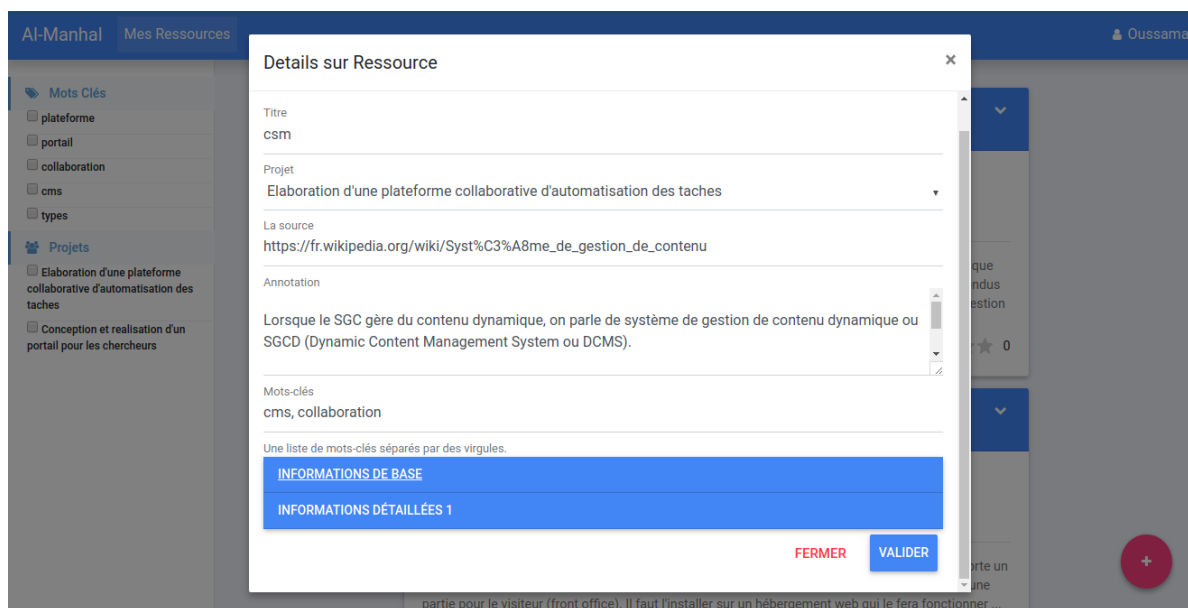 Al-Manhal Mes Ressources Oussama
Mots Clés
plateforme
portail
collaboration
cms
types
Projets
Elaboration d'une plateforme
collaborative d'automatisation des
taches
Conception et realisation d'un
portail pour les chercheurs
Details sur Ressource ×
Titre
csm
Projet
Elaboration d'une plateforme collaborative d'automatisation des taches
La source
https://fr.wikipedia.org/wiki/Syst%C3%A8me_de_gestion_de_contenu
Annotation
Lorsque le SGC gère du contenu dynamique, on parle de système de gestion de contenu dynamique ou
SGCD (Dynamic Content Management System ou DCMS).
Mots-clés
cms, collaboration
Une liste de mots-clés séparés par des virgules.
INFORMATIONS DE BASE
INFORMATIONS DÉTAILLÉES 1
FERMER VALIDER
que
ndus
estion
0
orte un
une
partie pour le visiteur (front office). Il faut l'installer sur un hébergement web qui le fera fonctionner ...
+